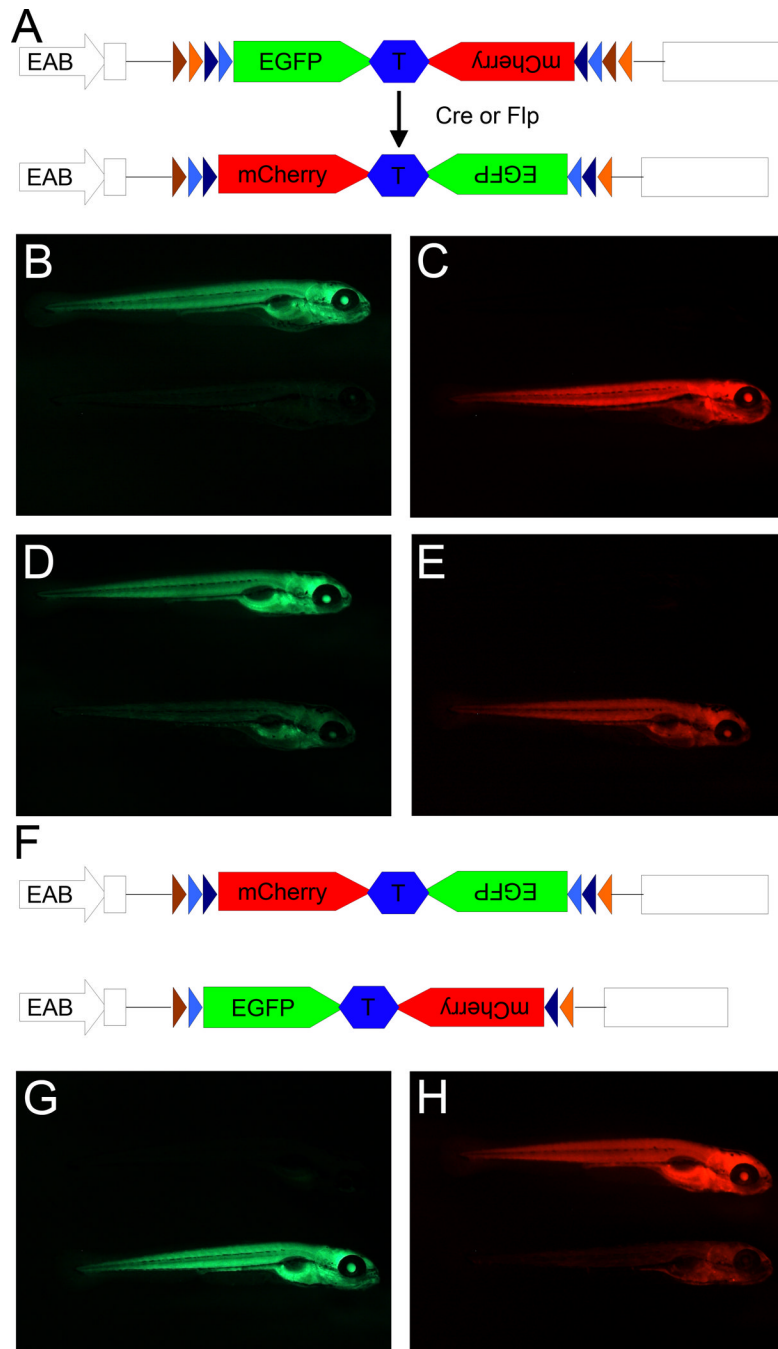 A
EAB EGFP T mCherry
Cre or Flp
EAB mCherry T EGFP
B
C
D
E
F
EAB mCherry T EGFP
EAB EGFP T mCherry
G
H